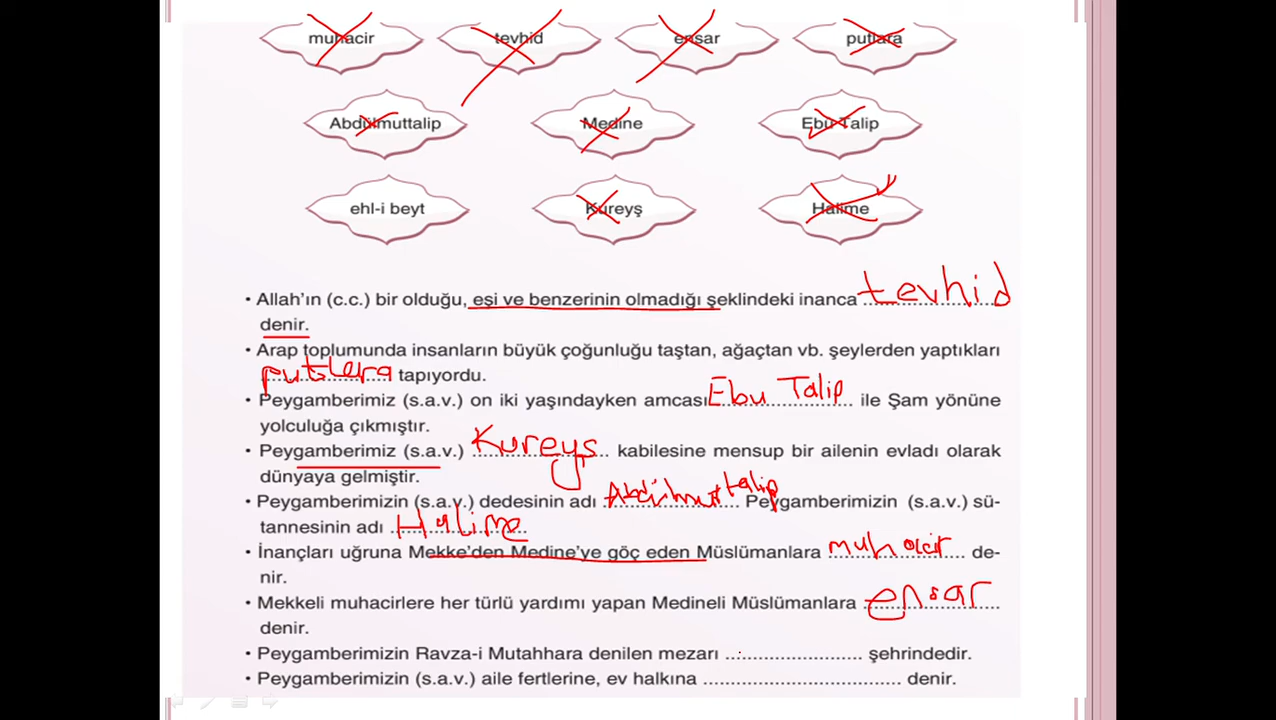 muhacir tevhid ensar putlara
Abdülmuttalip Medine Ebu Talip
ehl-i beyt Kureyş Halime
• Allah'ın (c.c.) bir olduğu, eşi ve benzerinin olmadığı şeklindeki inanca tevhid
denir.
• Arap toplumunda insanların büyük çoğunluğu taştan, ağaçtan vb. şeylerden yaptıkları
putlara tapıyordu.
• Peygamberimiz (s.a.v.) on iki yaşındayken amcası Ebu Talip ile Şam yönüne
yolculuğa çıkmıştır.
• Peygamberimiz (s.a.v.) Kureyş kabilesine mensup bir ailenin evladı olarak
dünyaya gelmiştir.
• Peygamberimizin (s.a.v.) dedesinin adı Abdülmuttalip Peygamberimizin (s.a.v.) sü-
tannesinin adı Halime
• İnançları uğruna Mekke'den Medine'ye göç eden Müslümanlara muhacir de-
nir.
• Mekkeli muhacirlere her türlü yardımı yapan Medineli Müslümanlara ensar
denir.
• Peygamberimizin Ravza-i Mutahhara denilen mezarı ........................ şehrindedir.
• Peygamberimizin (s.a.v.) aile fertlerine, ev halkına .................................. denir.